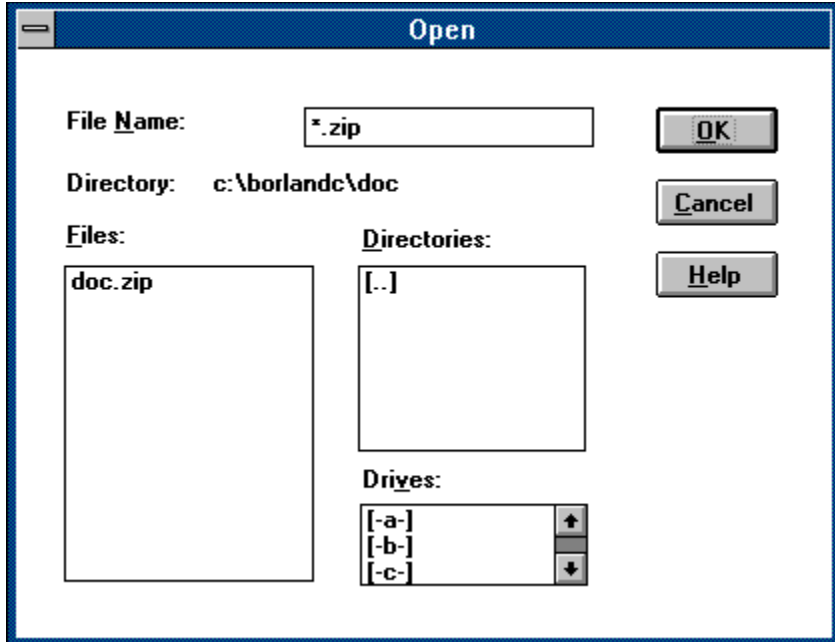 Open
File Name:
*.zip
OK
Directory: c:\borlandc\doc
Cancel
Files:
Directories:
doc.zip
[..]
Help
Drives:
[-a-]
[-b-]
[-c-]